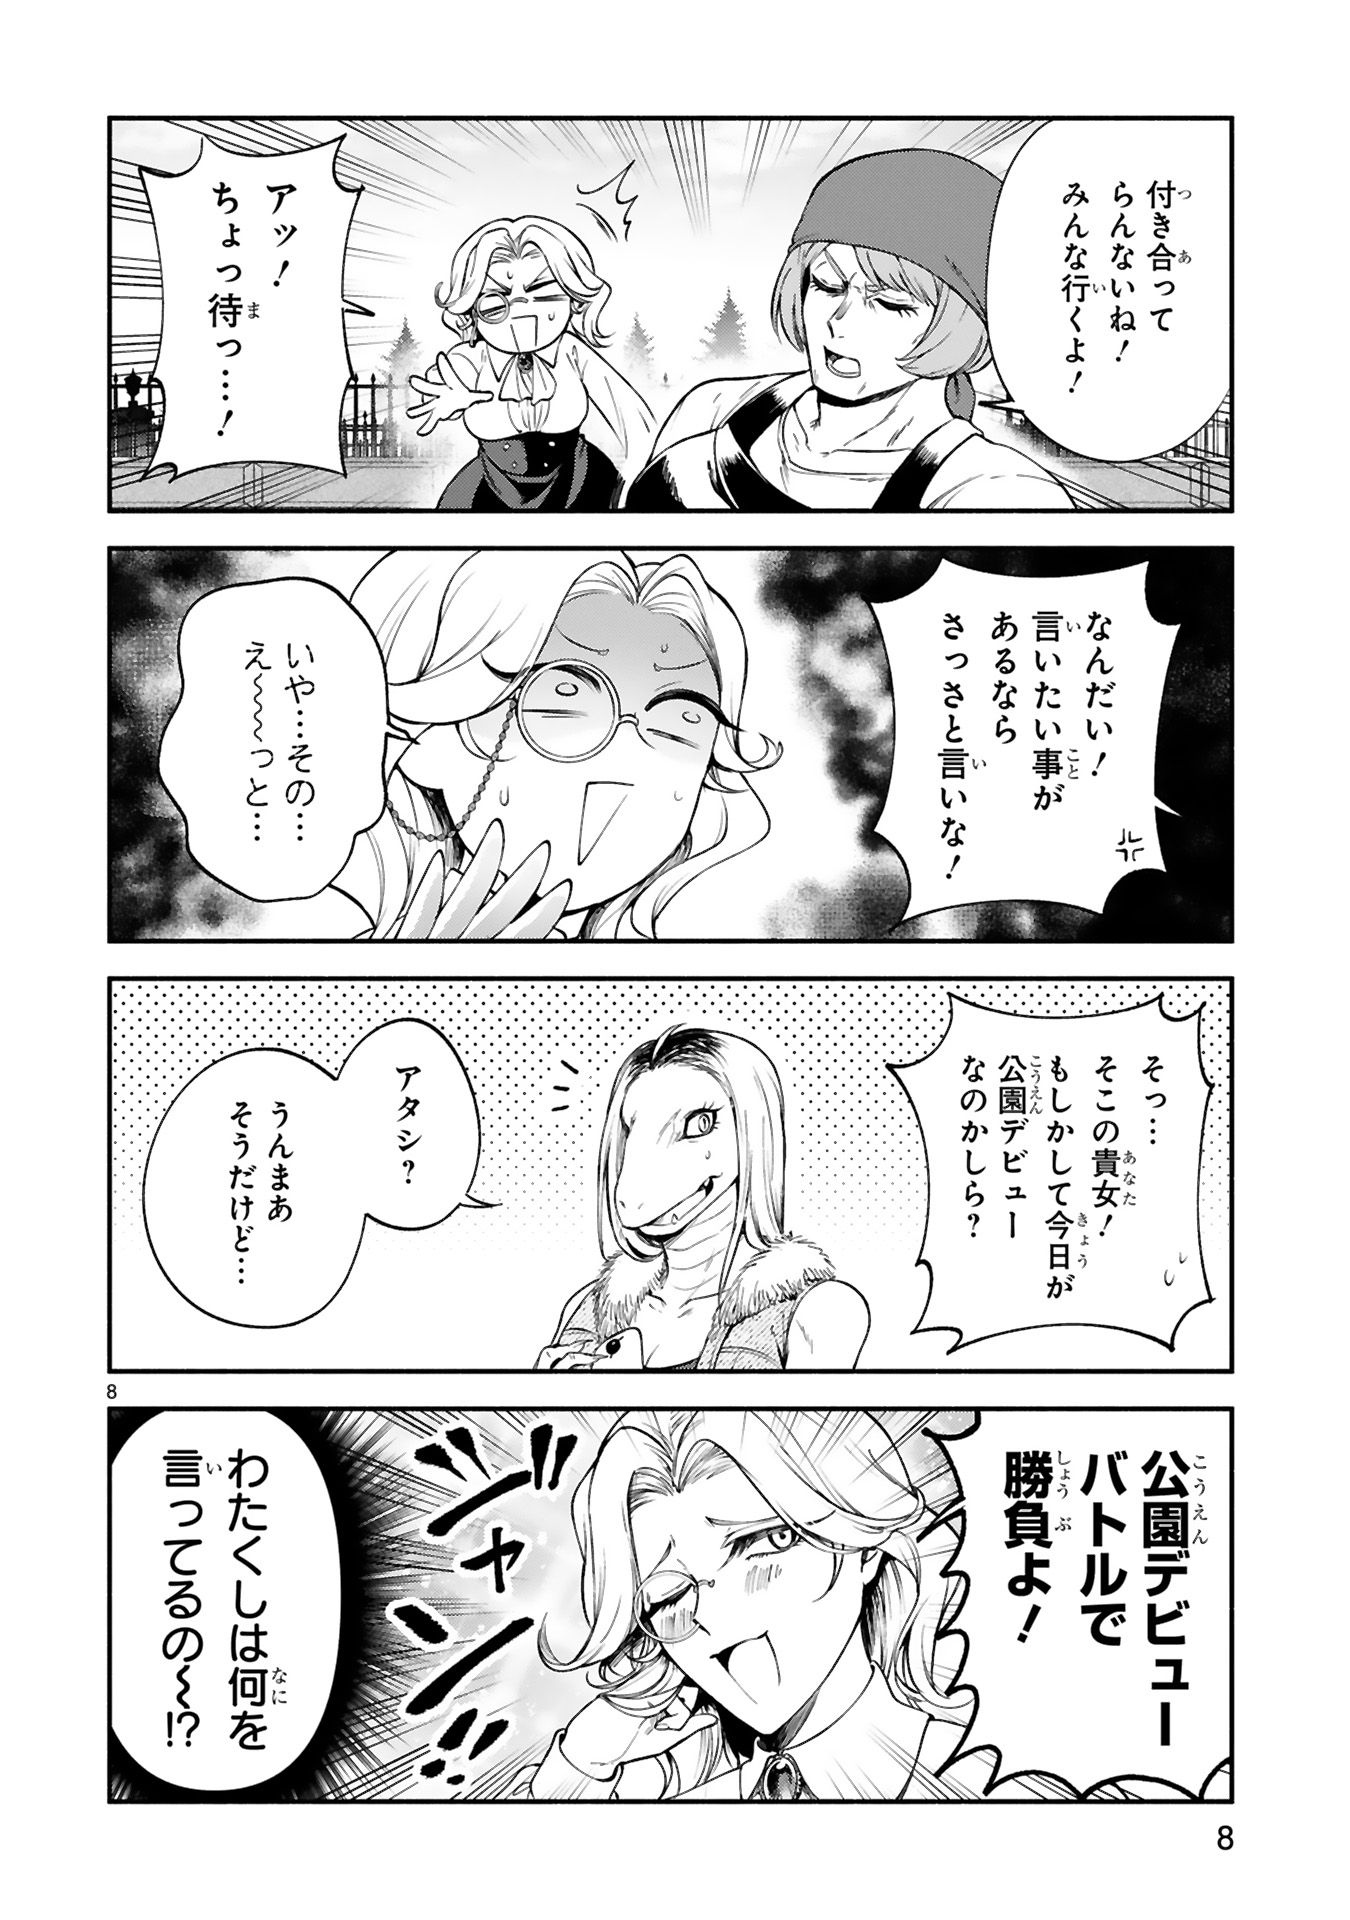 付き合って
らんないね！
みんな行くよ！
アッ！
ちょっ待っ…！
なんだい！
言いたい事が
あるなら
さっさと言いな！
いや…その…
え〜〜っと…
そっ…
そこの貴女！
もしかして今日が
公園デビュー
なのかしら？
アタシ？
うんまあ
そうだけど…
8
公園デビュー
バトルで
勝負よ！
ジャン!!
わたくしは何を
言ってるの〜!?
8